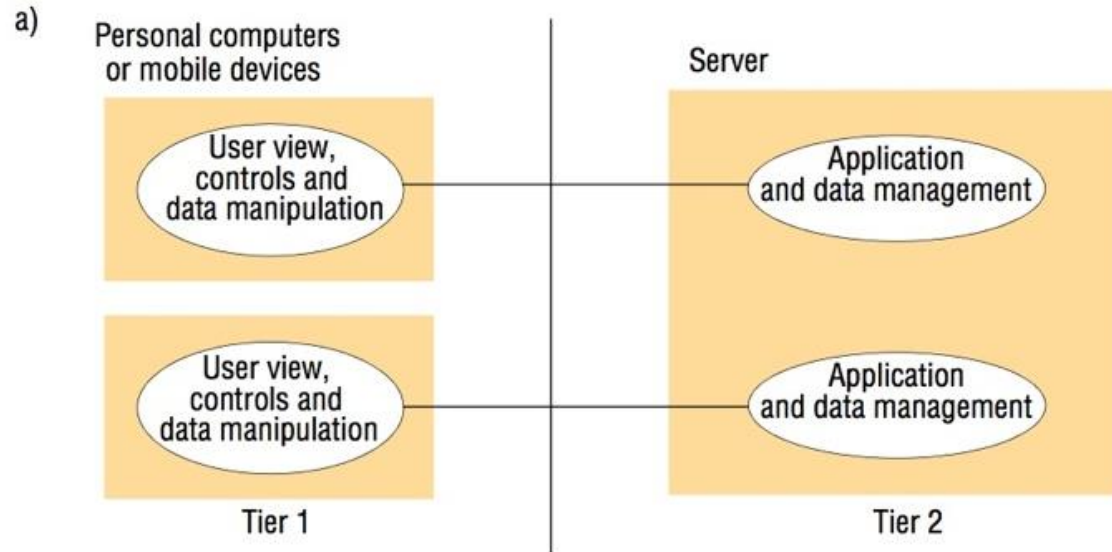 a)
Personal computers
or mobile devices
Server
User view,
controls and
data manipulation
Application
and data management
User view,
controls and
data manipulation
Application
and data management
Tier 1
Tier 2